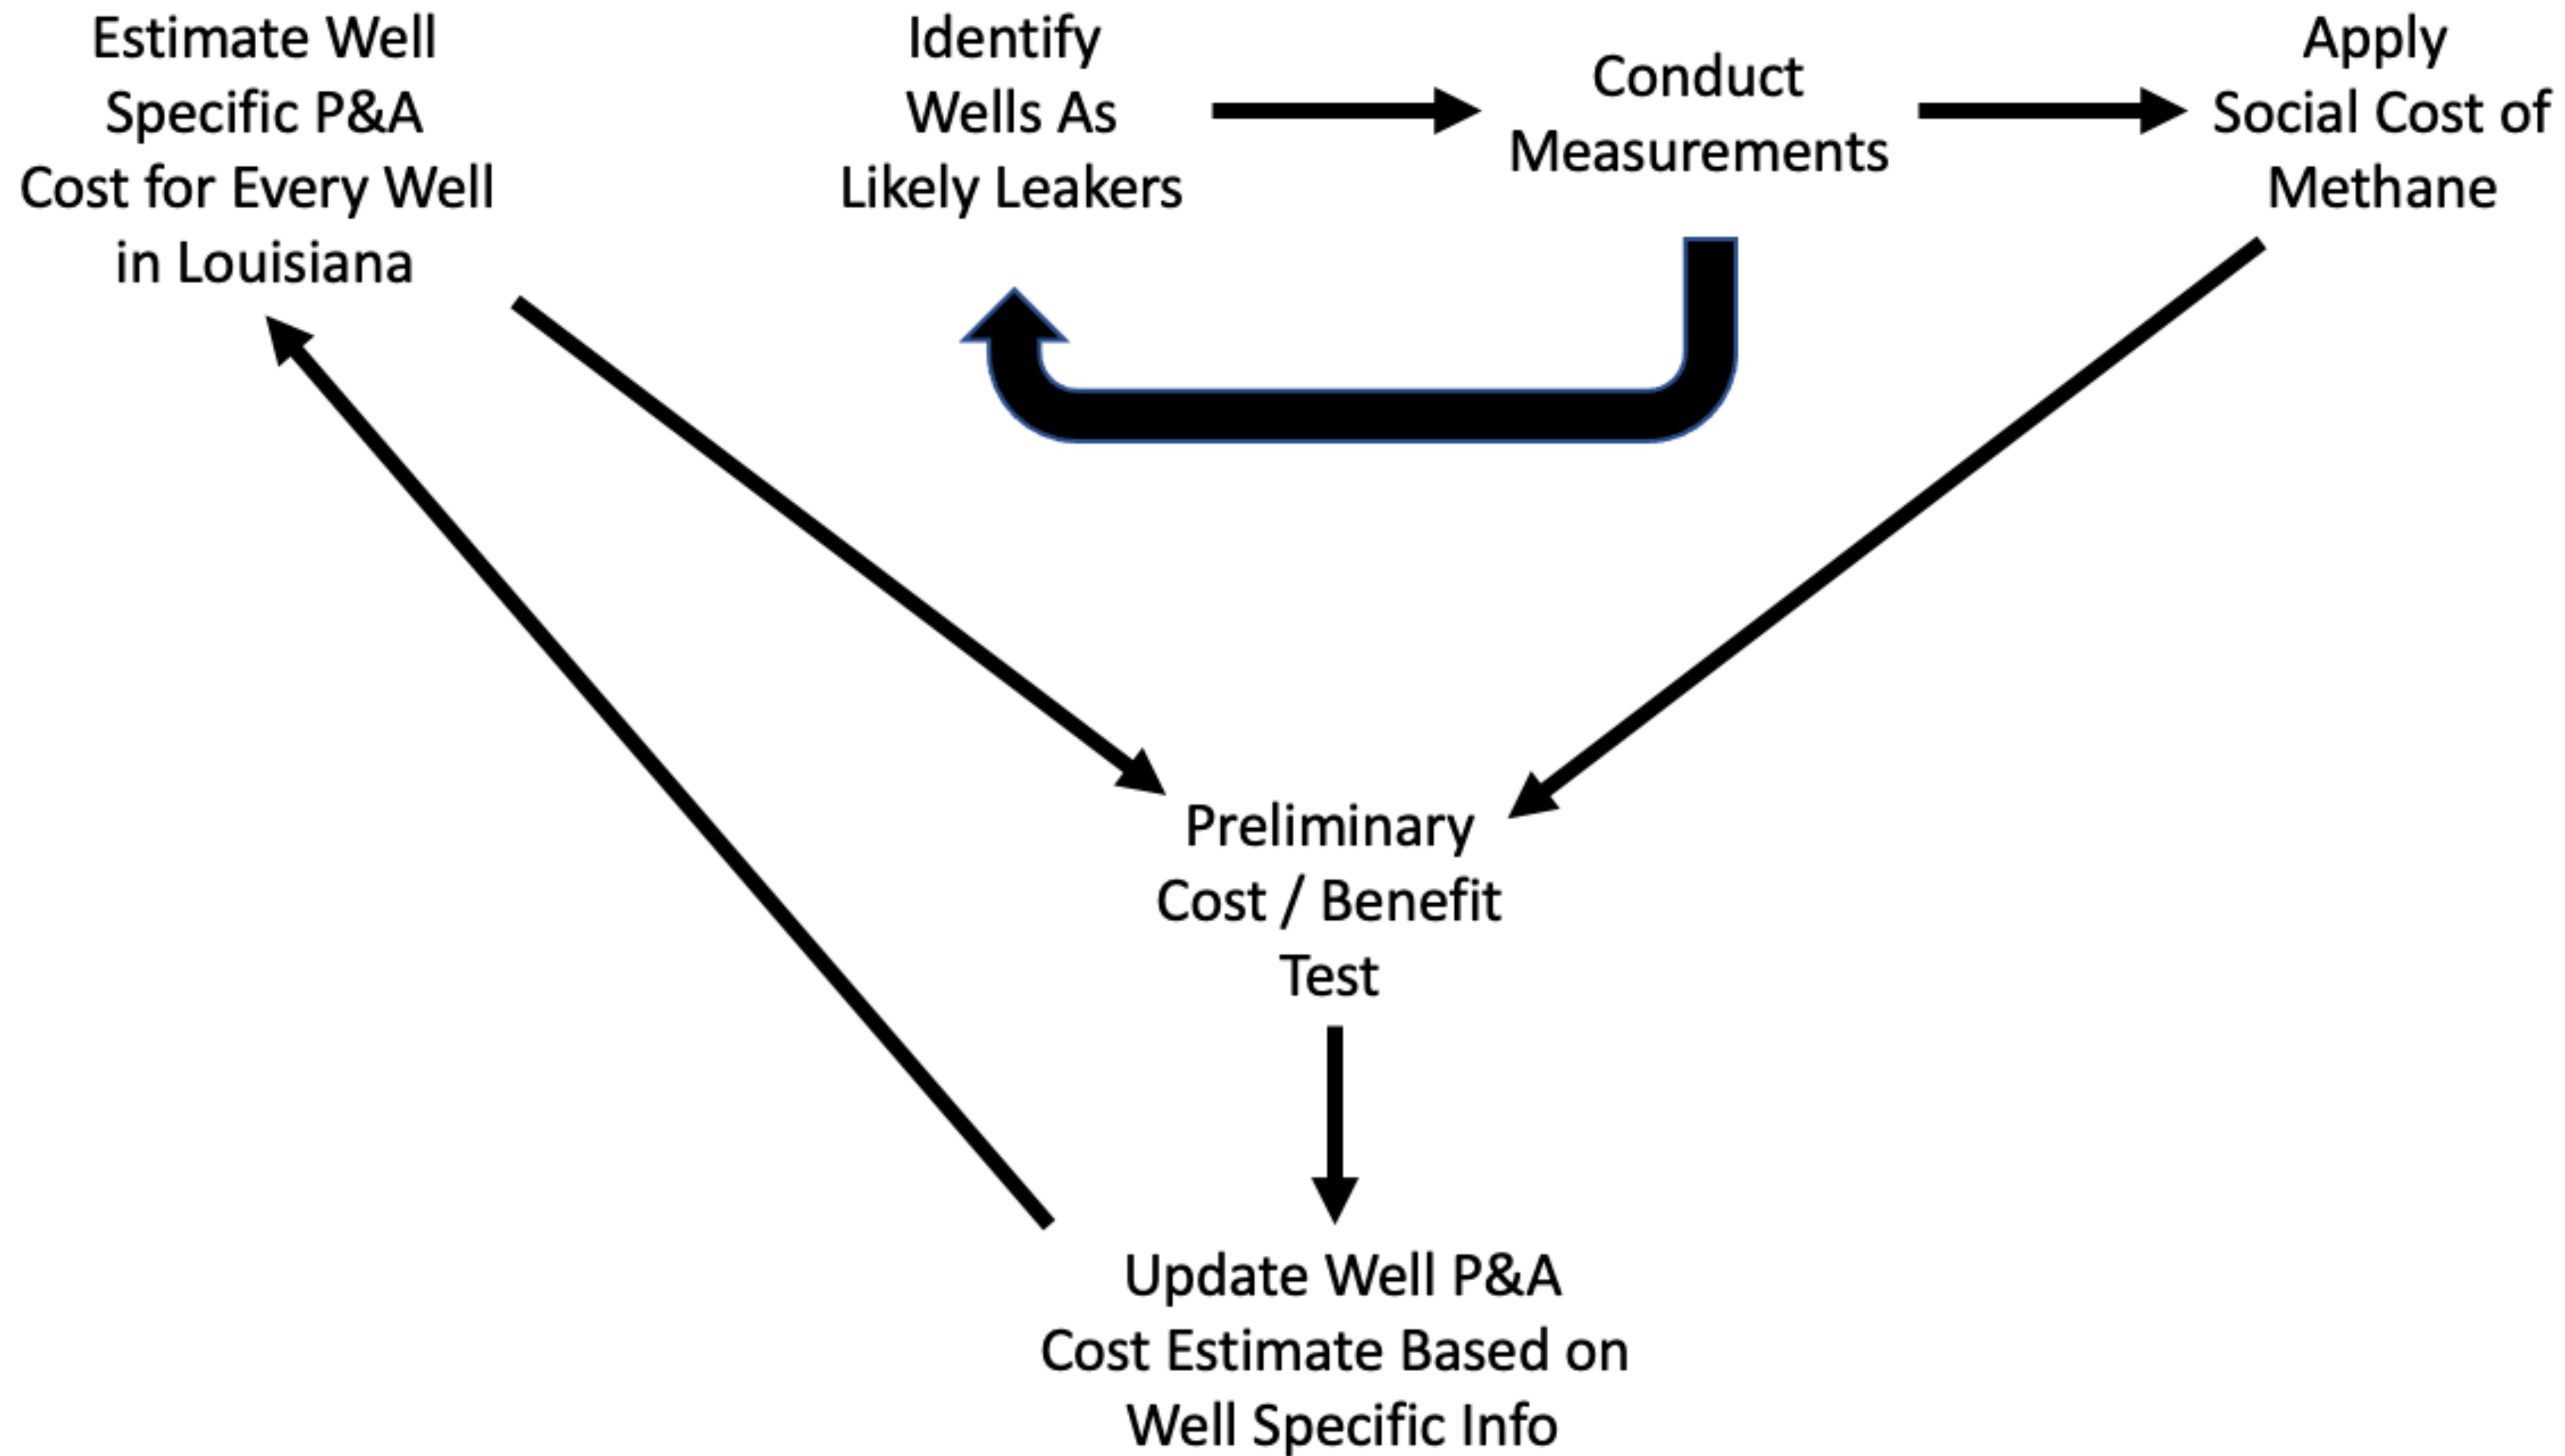 Estimate Well
Specific P&A
Cost for Every Well
in Louisiana
Identify
Wells As
Likely Leakers
Conduct
Measurements
Apply
Social Cost of
Methane
Preliminary
Cost / Benefit
Test
Update Well P&A
Cost Estimate Based on
Well Specific Info